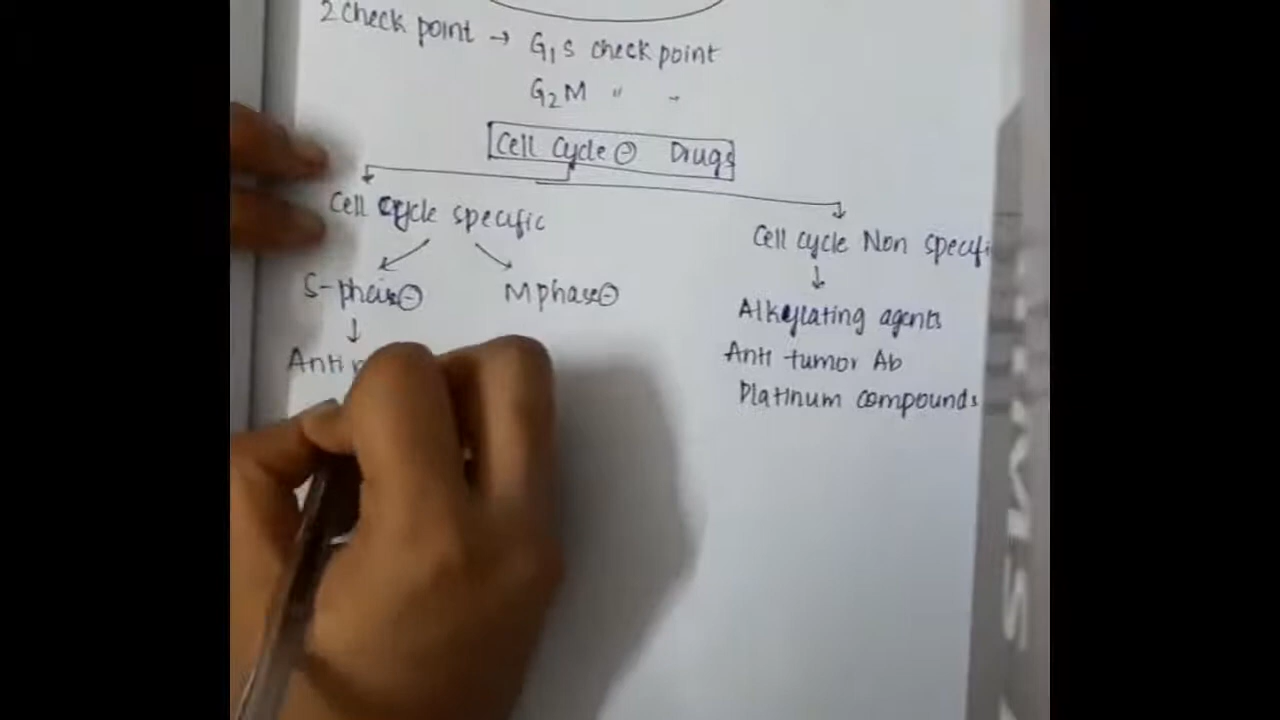 2 check point → G₁S check point
G₂M " "
Cell Cycle ⊖ Drugs
Cell cycle specific
Cell cycle Non specifi
S-phase⊖
M phase⊖
Alkylating agents
Anti
Anti tumor Ab
Platinum compounds